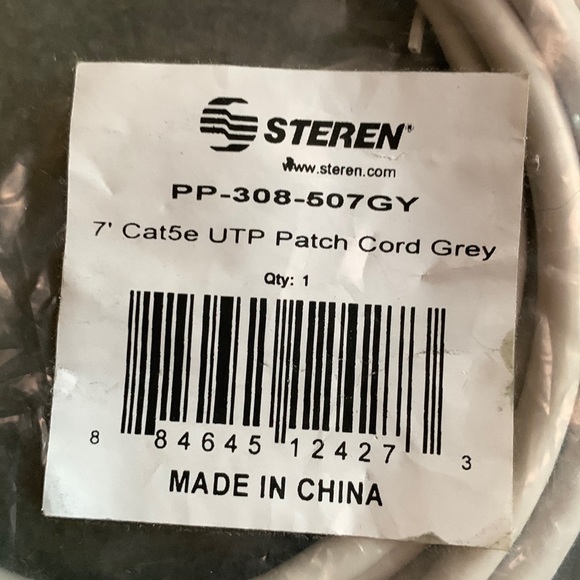 STEREN®
www.steren.com
PP-308-507GY
7' Cat5e UTP Patch Cord Grey
Qty: 1
8 84645 12427 3
MADE IN CHINA